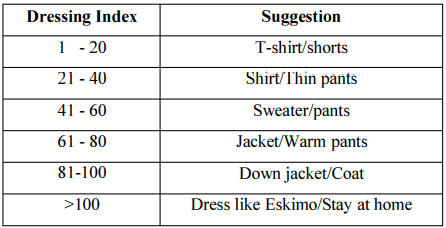 Dressing Index Suggestion
1 - 20 T-shirt/shorts
21 - 40 Shirt/Thin pants
41 - 60 Sweater/pants
61 - 80 Jacket/Warm pants
81-100 Down jacket/Coat
>100 Dress like Eskimo/Stay at home